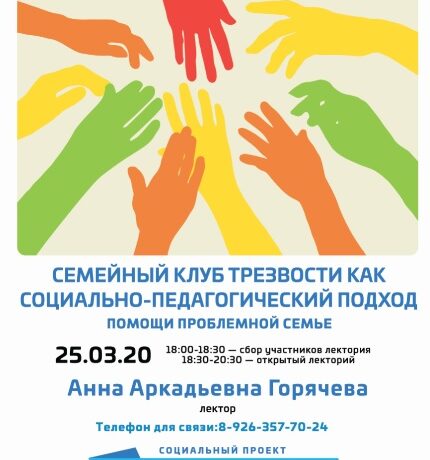 СЕМЕЙНЫЙ КЛУБ ТРЕЗВОСТИ КАК
СОЦИАЛЬНО-ПЕДАГОГИЧЕСКИЙ ПОДХОД
ПОМОЩИ ПРОБЛЕМНОЙ СЕМЬЕ
25.03.20
18:00-18:30 — сбор участников лектория
18:30-20:30 — открытый лекторий
Анна Аркадьевна Горячева
лектор
Телефон для связи:8-926-357-70-24
СОЦИАЛЬНЫЙ ПРОЕКТ